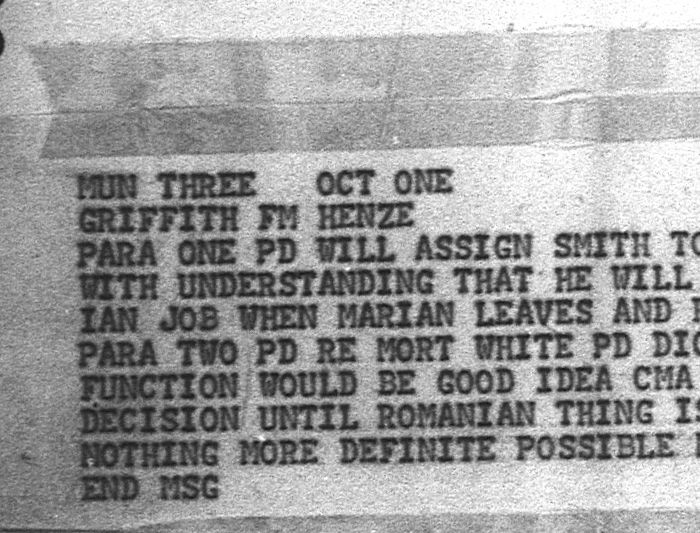 MUN THREE OCT ONE
GRIFFITH FM HENZE
PARA ONE PD WILL ASSIGN SMITH TO
WITH UNDERSTANDING THAT HE WILL
IAN JOB WHEN MARIAN LEAVES AND
PARA TWO PD RE MORT WHITE PD
FUNCTION WOULD BE GOOD IDEA CMA
DECISION UNTIL ROMANIAN THING
NOTHING MORE DEFINITE POSSIBLE
END MSG